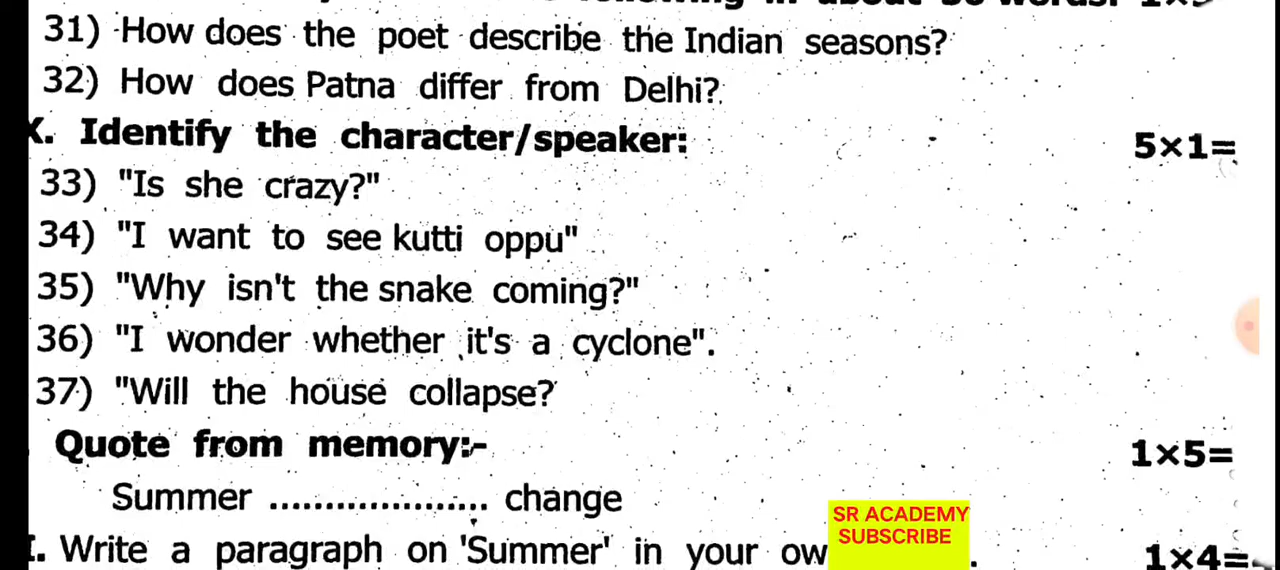 31) How does the poet describe the Indian seasons?
32) How does Patna differ from Delhi?
X. Identify the character/speaker: 5×1=
33) "Is she crazy?"
34) "I want to see kutti oppu"
35) "Why isn't the snake coming?"
36) "I wonder whether it's a cyclone".
37) "Will the house collapse?
Quote from memory:- 1×5=
Summer ..................... change
I. Write a paragraph on 'Summer' in your ow . 1×4=
SR ACADEMY
SUBSCRIBE